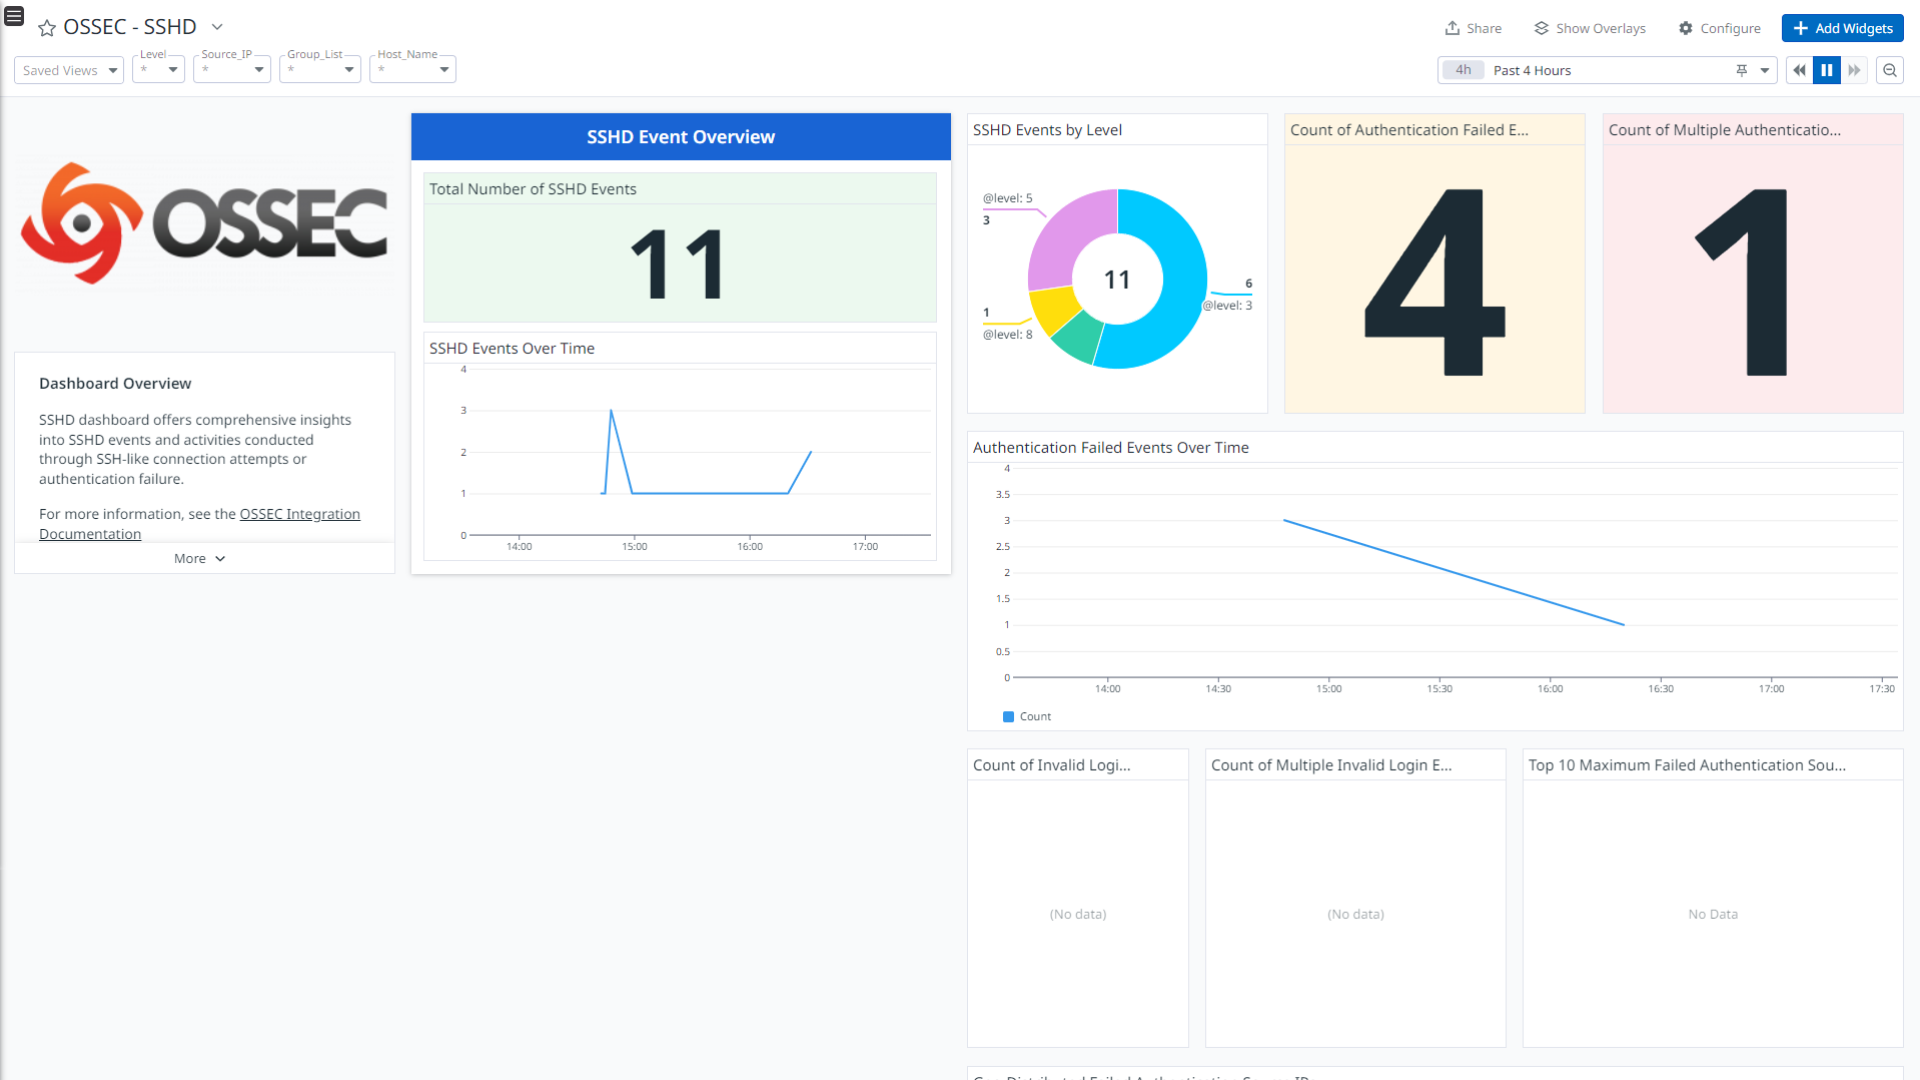 OSSEC - SSHD
Share
Show Overlays
Configure
Add Widgets
Saved Views
Level
*
Source_IP
*
Group_List
*
Host_Name
*
4h
Past 4 Hours
OSSEC
Dashboard Overview
SSHD dashboard offers comprehensive insights
into SSHD events and activities conducted
through SSH-like connection attempts or
authentication failure.
For more information, see the OSSEC Integration
Documentation
More
SSHD Event Overview
Total Number of SSHD Events
11
SSHD Events Over Time
4
3
2
1
0
14:00
15:00
16:00
17:00
SSHD Events by Level
@level: 5
3
11
6
@level: 3
1
@level: 8
Count of Authentication Failed E...
4
Count of Multiple Authenticatio...
1
Authentication Failed Events Over Time
4
3.5
3
2.5
2
1.5
1
0.5
0
14:00
14:30
15:00
15:30
16:00
16:30
17:00
17:30
Count
Count of Invalid Logi...
(No data)
Count of Multiple Invalid Login E...
(No data)
Top 10 Maximum Failed Authentication Sou...
No Data